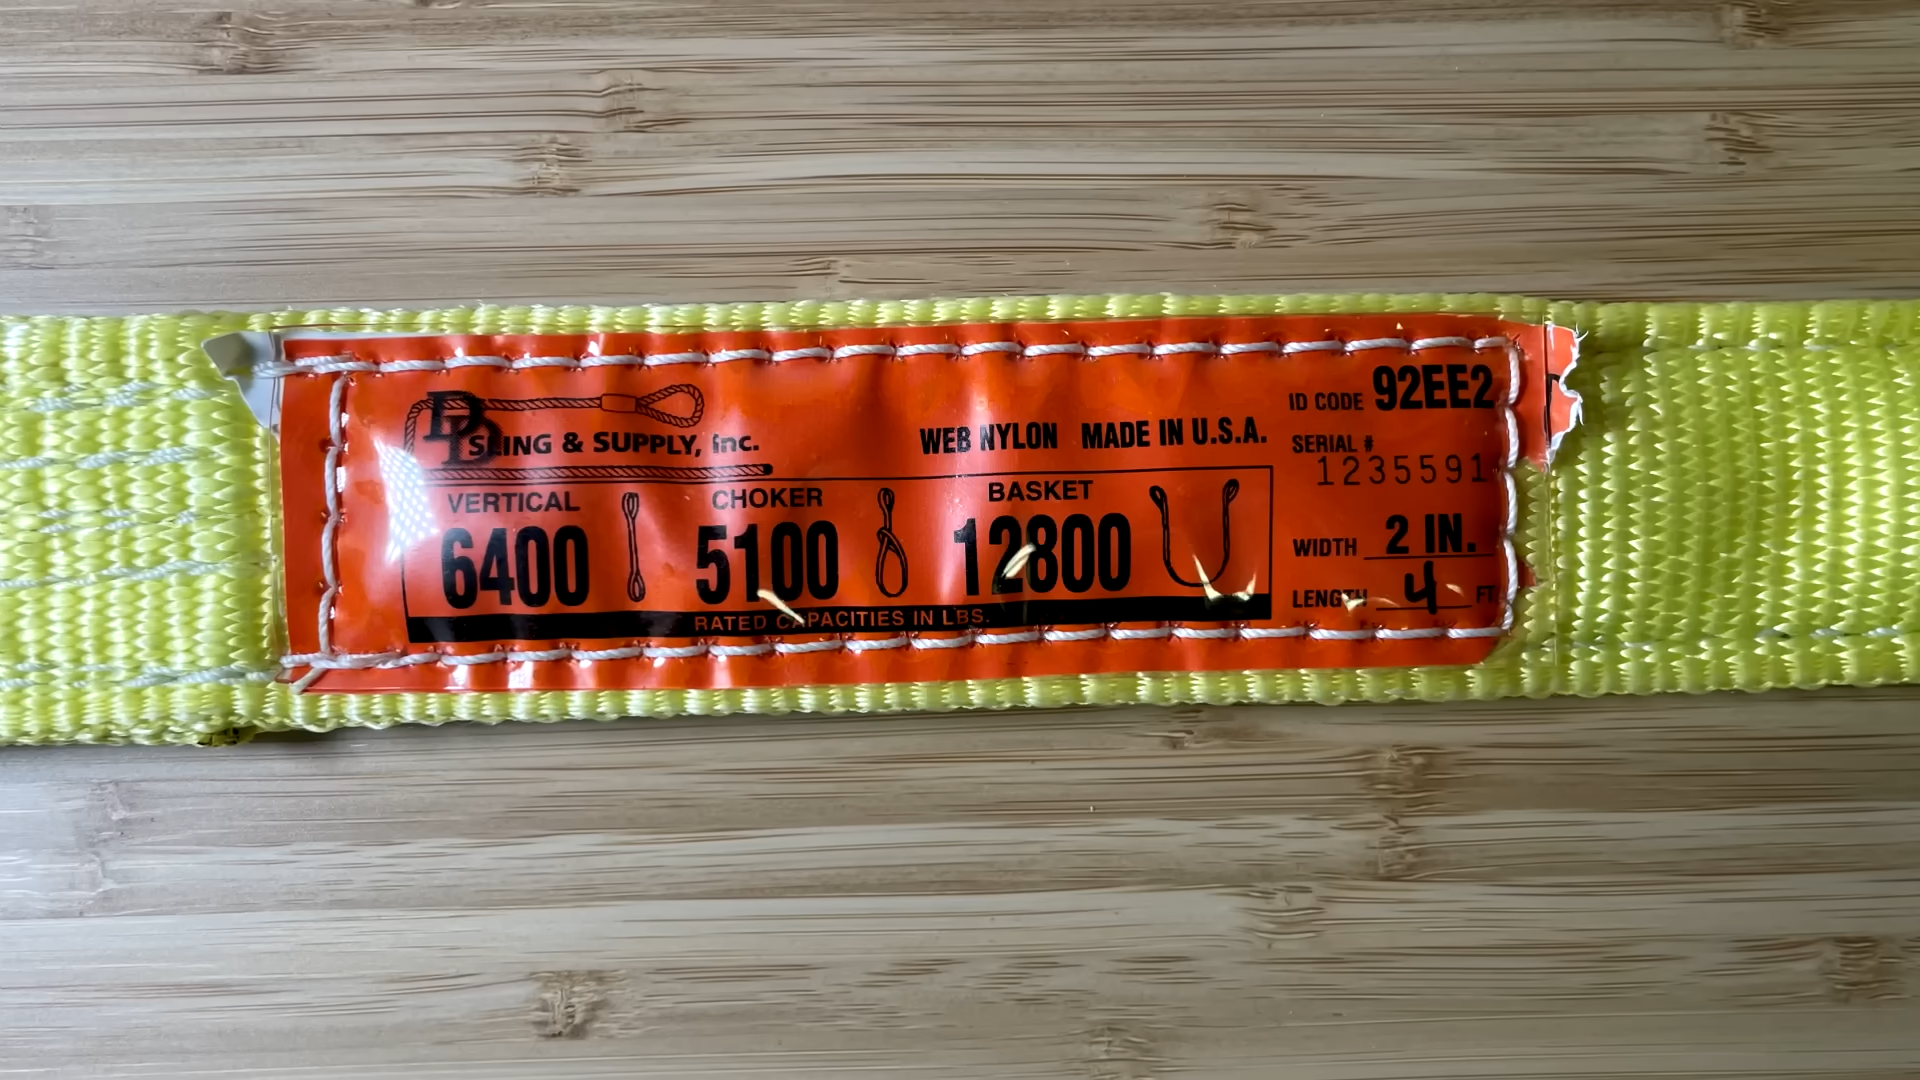 DD SLING & SUPPLY, Inc.
WEB NYLON MADE IN U.S.A.
ID CODE 92EE2
SERIAL #
1235591
VERTICAL CHOKER BASKET
6400 5100 12800
WIDTH 2 IN.
LENGTH 4 FT
RATED CAPACITIES IN LBS.